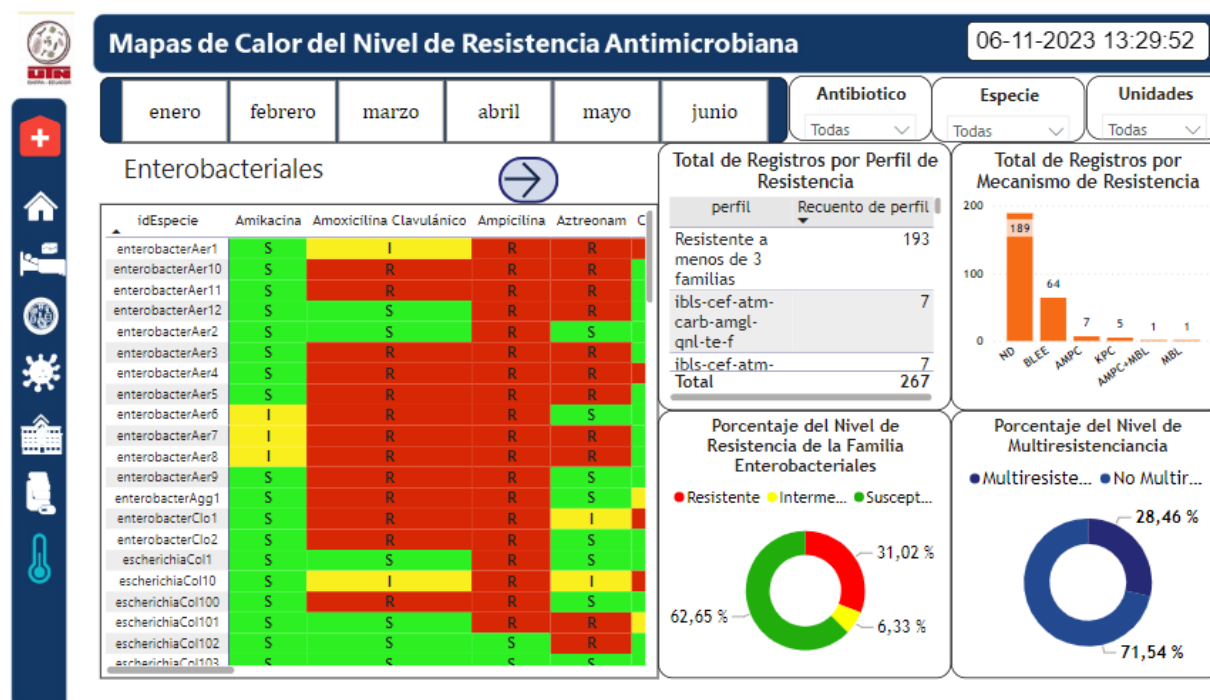 Mapas de Calor del Nivel de Resistencia Antimicrobiana
06-11-2023 13:29:52
UTN
IBARRA - ECUADOR
enero febrero marzo abril mayo junio
Antibiotico
Todas
Especie
Todas
Unidades
Todas
Enterobacteriales
idEspecie Amikacina Amoxicilina Clavulánico Ampicilina Aztreonam C
enterobacterAer1 S I R R
enterobacterAer10 S R R R
enterobacterAer11 S R R R
enterobacterAer12 S S R R
enterobacterAer2 S S R S
enterobacterAer3 S R R R
enterobacterAer4 S R R R
enterobacterAer5 S R R R
enterobacterAer6 I R R S
enterobacterAer7 I R R R
enterobacterAer8 I R R R
enterobacterAer9 S R R S
enterobacterAgg1 S R R S
enterobacterClo1 S R R I
enterobacterClo2 S R R S
escherichiaCol1 S S R S
escherichiaCol10 S I R I
escherichiaCol100 S R R S
escherichiaCol101 S S R R
escherichiaCol102 S S S R
escherichiaCol103 S S S S
Total de Registros por Perfil de
Resistencia
perfil Recuento de perfil
Resistente a 193
menos de 3
familias
ibls-cef-atm- 7
carb-amgl-
qnl-te-f
ibls-cef-atm- 7
Total 267
Total de Registros por
Mecanismo de Resistencia
200
189
100
64
7 5 1 1
0
ND BLEE AMPC KPC AMPC+MBL MBL
Porcentaje del Nivel de
Resistencia de la Familia
Enterobacteriales
Resistente Interme... Suscept...
31,02 %
62,65 %
6,33 %
Porcentaje del Nivel de
Multiresistenciancia
Multiresiste... No Multir...
28,46 %
71,54 %